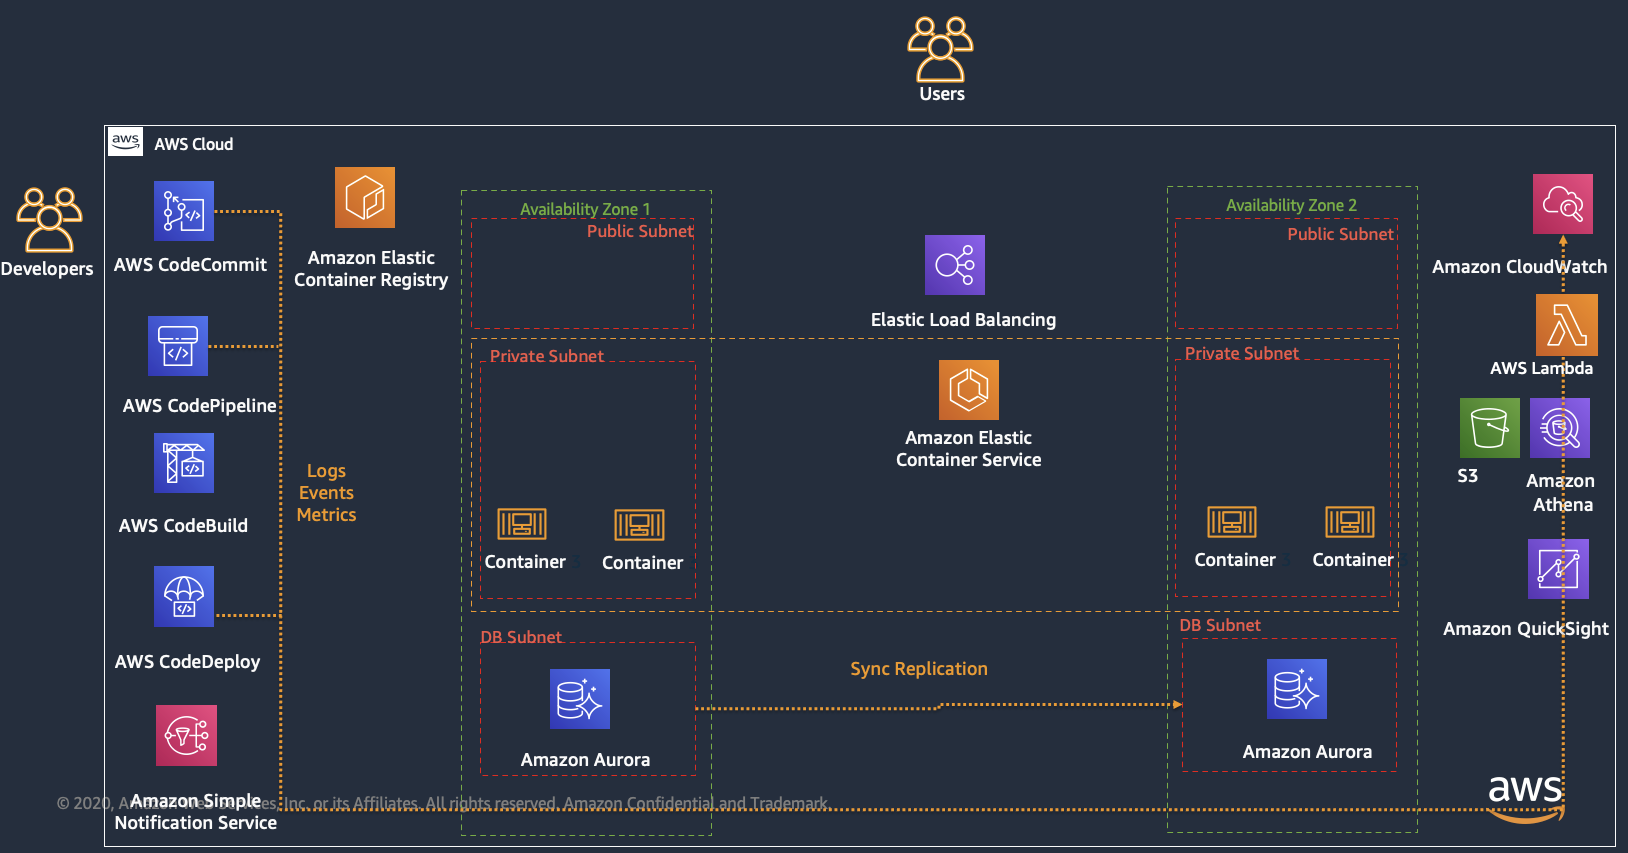 Users
aws
AWS Cloud
Developers
AWS CodeCommit
Amazon Elastic
Container Registry
Availability Zone 1
Public Subnet
Elastic Load Balancing
Availability Zone 2
Public Subnet
Amazon CloudWatch
AWS Lambda
AWS CodePipeline
Private Subnet
Amazon Elastic
Container Service
Private Subnet
S3
Amazon
Athena
AWS CodeBuild
Logs
Events
Metrics
Container
Container
Container
Container
Amazon QuickSight
AWS CodeDeploy
DB Subnet
Amazon Aurora
Sync Replication
DB Subnet
Amazon Aurora
Amazon Simple
Notification Service
© 2020, Amazon Web Services, Inc. or its Affiliates. All rights reserved. Amazon Confidential and Trademark.
aws